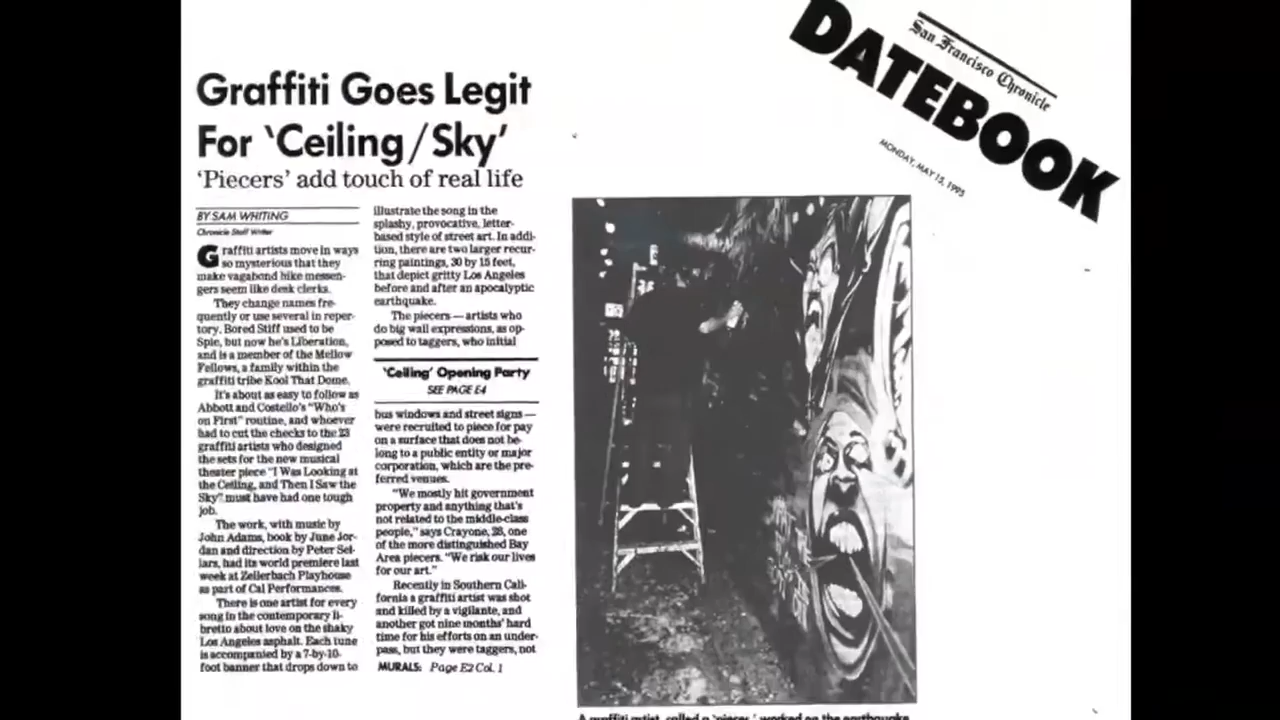 San Francisco Chronicle
DATEBOOK
MONDAY, MAY 15, 1995
Graffiti Goes Legit
For 'Ceiling/Sky'
'Piecers' add touch of real life
BY SAM WHITING
Chronicle Staff Writer
Graffiti artists move in ways
so mysterious that they
make vagabond bike messen-
gers seem like desk clerks.
They change names fre-
quently or use several in reper-
tory. Bored Stiff used to be
Spie, but now he's Liberation,
and is a member of the Mellow
Fellows, a family within the
graffiti tribe Kool That Dome.
It's about as easy to follow as
Abbott and Costello's "Who's
on First" routine, and whoever
had to cut the checks to the 23
graffiti artists who designed
the sets for the new musical
theater piece "I Was Looking at
the Ceiling, and Then I Saw the
Sky" must have had one tough
job.
The work, with music by
John Adams, book by June Jor-
dan and direction by Peter Sel-
lars, had its world premiere last
week at Zellerbach Playhouse
as part of Cal Performances.
There is one artist for every
song in the contemporary li-
bretto about love on the shaky
Los Angeles asphalt. Each tune
is accompanied by a 7-by-10-
foot banner that drops down to
illustrate the song in the
splashy, provocative, letter-
based style of street art. In addi-
tion, there are two larger recur-
ring paintings, 30 by 15 feet,
that depict gritty Los Angeles
before and after an apocalyptic
earthquake.
The piecers — artists who
do big wall expressions, as op-
posed to taggers, who initial
'Ceiling' Opening Party
SEE PAGE E4
bus windows and street signs —
were recruited to piece for pay
on a surface that does not be-
long to a public entity or major
corporation, which are the pre-
ferred venues.
"We mostly hit government
property and anything that's
not related to the middle-class
people," says Crayone, 28, one
of the more distinguished Bay
Area piecers. "We risk our lives
for our art."
Recently in Southern Cali-
fornia a graffiti artist was shot
and killed by a vigilante, and
another got nine months' hard
time for his efforts on an under-
pass, but they were taggers, not
MURALS: Page E2 Col. 1
A graffiti artist, called a 'piecer,' worked on the earthquake